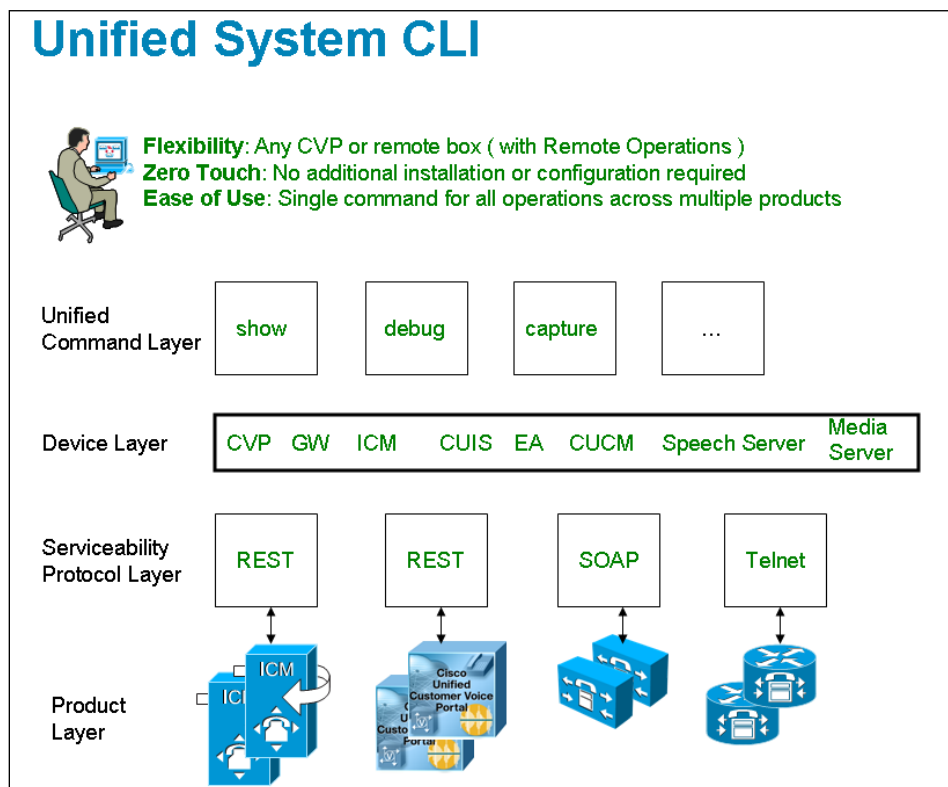 Unified System CLI
Flexibility: Any CVP or remote box ( with Remote Operations )
Zero Touch: No additional installation or configuration required
Ease of Use: Single command for all operations across multiple products
Unified
Command Layer
show
debug
capture
...
Device Layer
CVP GW ICM CUIS EA CUCM Speech Server Media
Server
Serviceability
Protocol Layer
REST
REST
SOAP
Telnet
Product
Layer
ICM
Cisco
Unified
Customer Voice
Portal